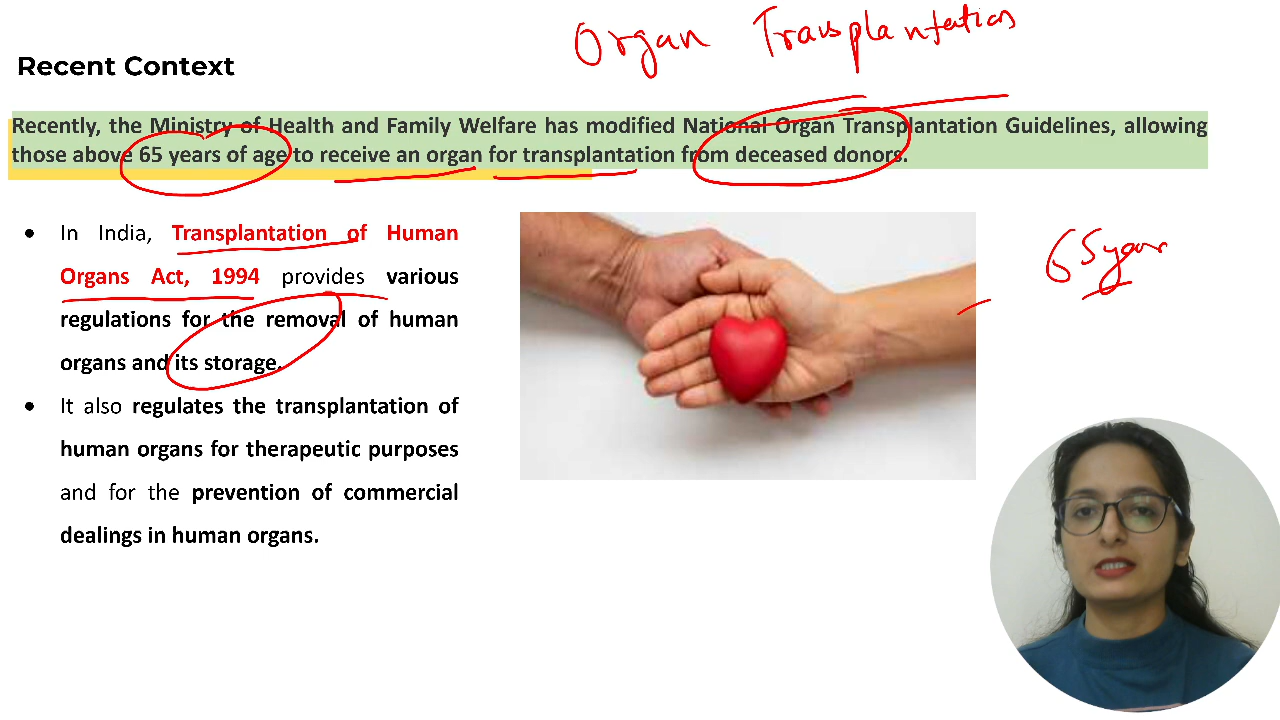 Organ Transplantation
Recent Context
Recently, the Ministry of Health and Family Welfare has modified National Organ Transplantation Guidelines, allowing
those above 65 years of age to receive an organ for transplantation from deceased donors.
• In India, Transplantation of Human
Organs Act, 1994 provides various
regulations for the removal of human
organs and its storage.
• It also regulates the transplantation of
human organs for therapeutic purposes
and for the prevention of commercial
dealings in human organs.
65 year